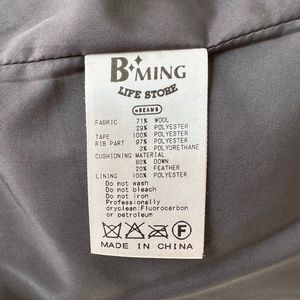 B MING
LIFE STORE
BEAMS
FABRIC 71% WOOL
29% POLYESTER
TAPE 100% POLYESTER
RIB PART 97% POLYESTER
3% POLYURETHANE
CUSHIONING MATERIAL
80% DOWN
20% FEATHER
LINING 100% POLYESTER
Do not wash
Do not bleach
Do not iron
Professionally
dryclean:Fluorocarbon
or petroleum
F
MADE IN CHINA